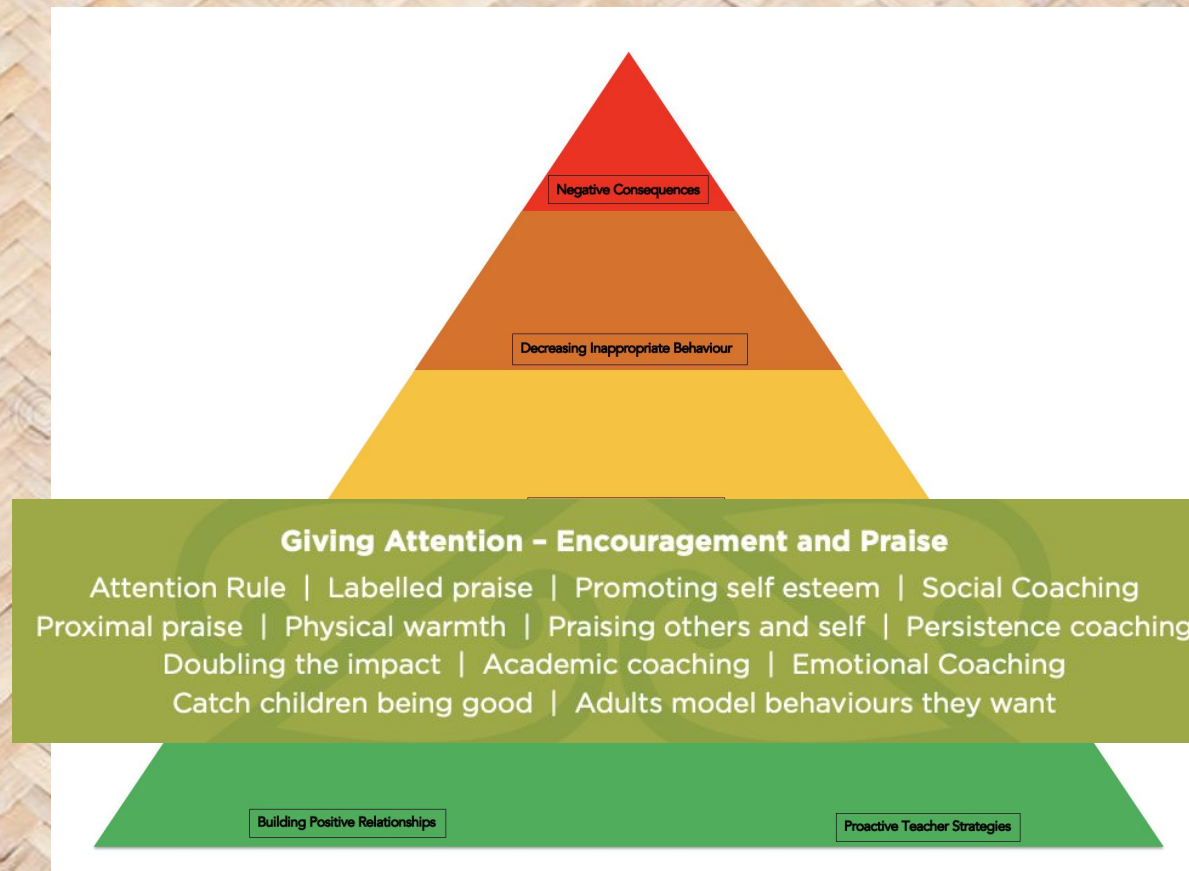 Negative Consequences
Decreasing Inappropriate Behaviour
Giving Attention – Encouragement and Praise
Attention Rule | Labelled praise | Promoting self esteem | Social Coaching
Proximal praise | Physical warmth | Praising others and self | Persistence coaching
Doubling the impact | Academic coaching | Emotional Coaching
Catch children being good | Adults model behaviours they want
Building Positive Relationships
Proactive Teacher Strategies